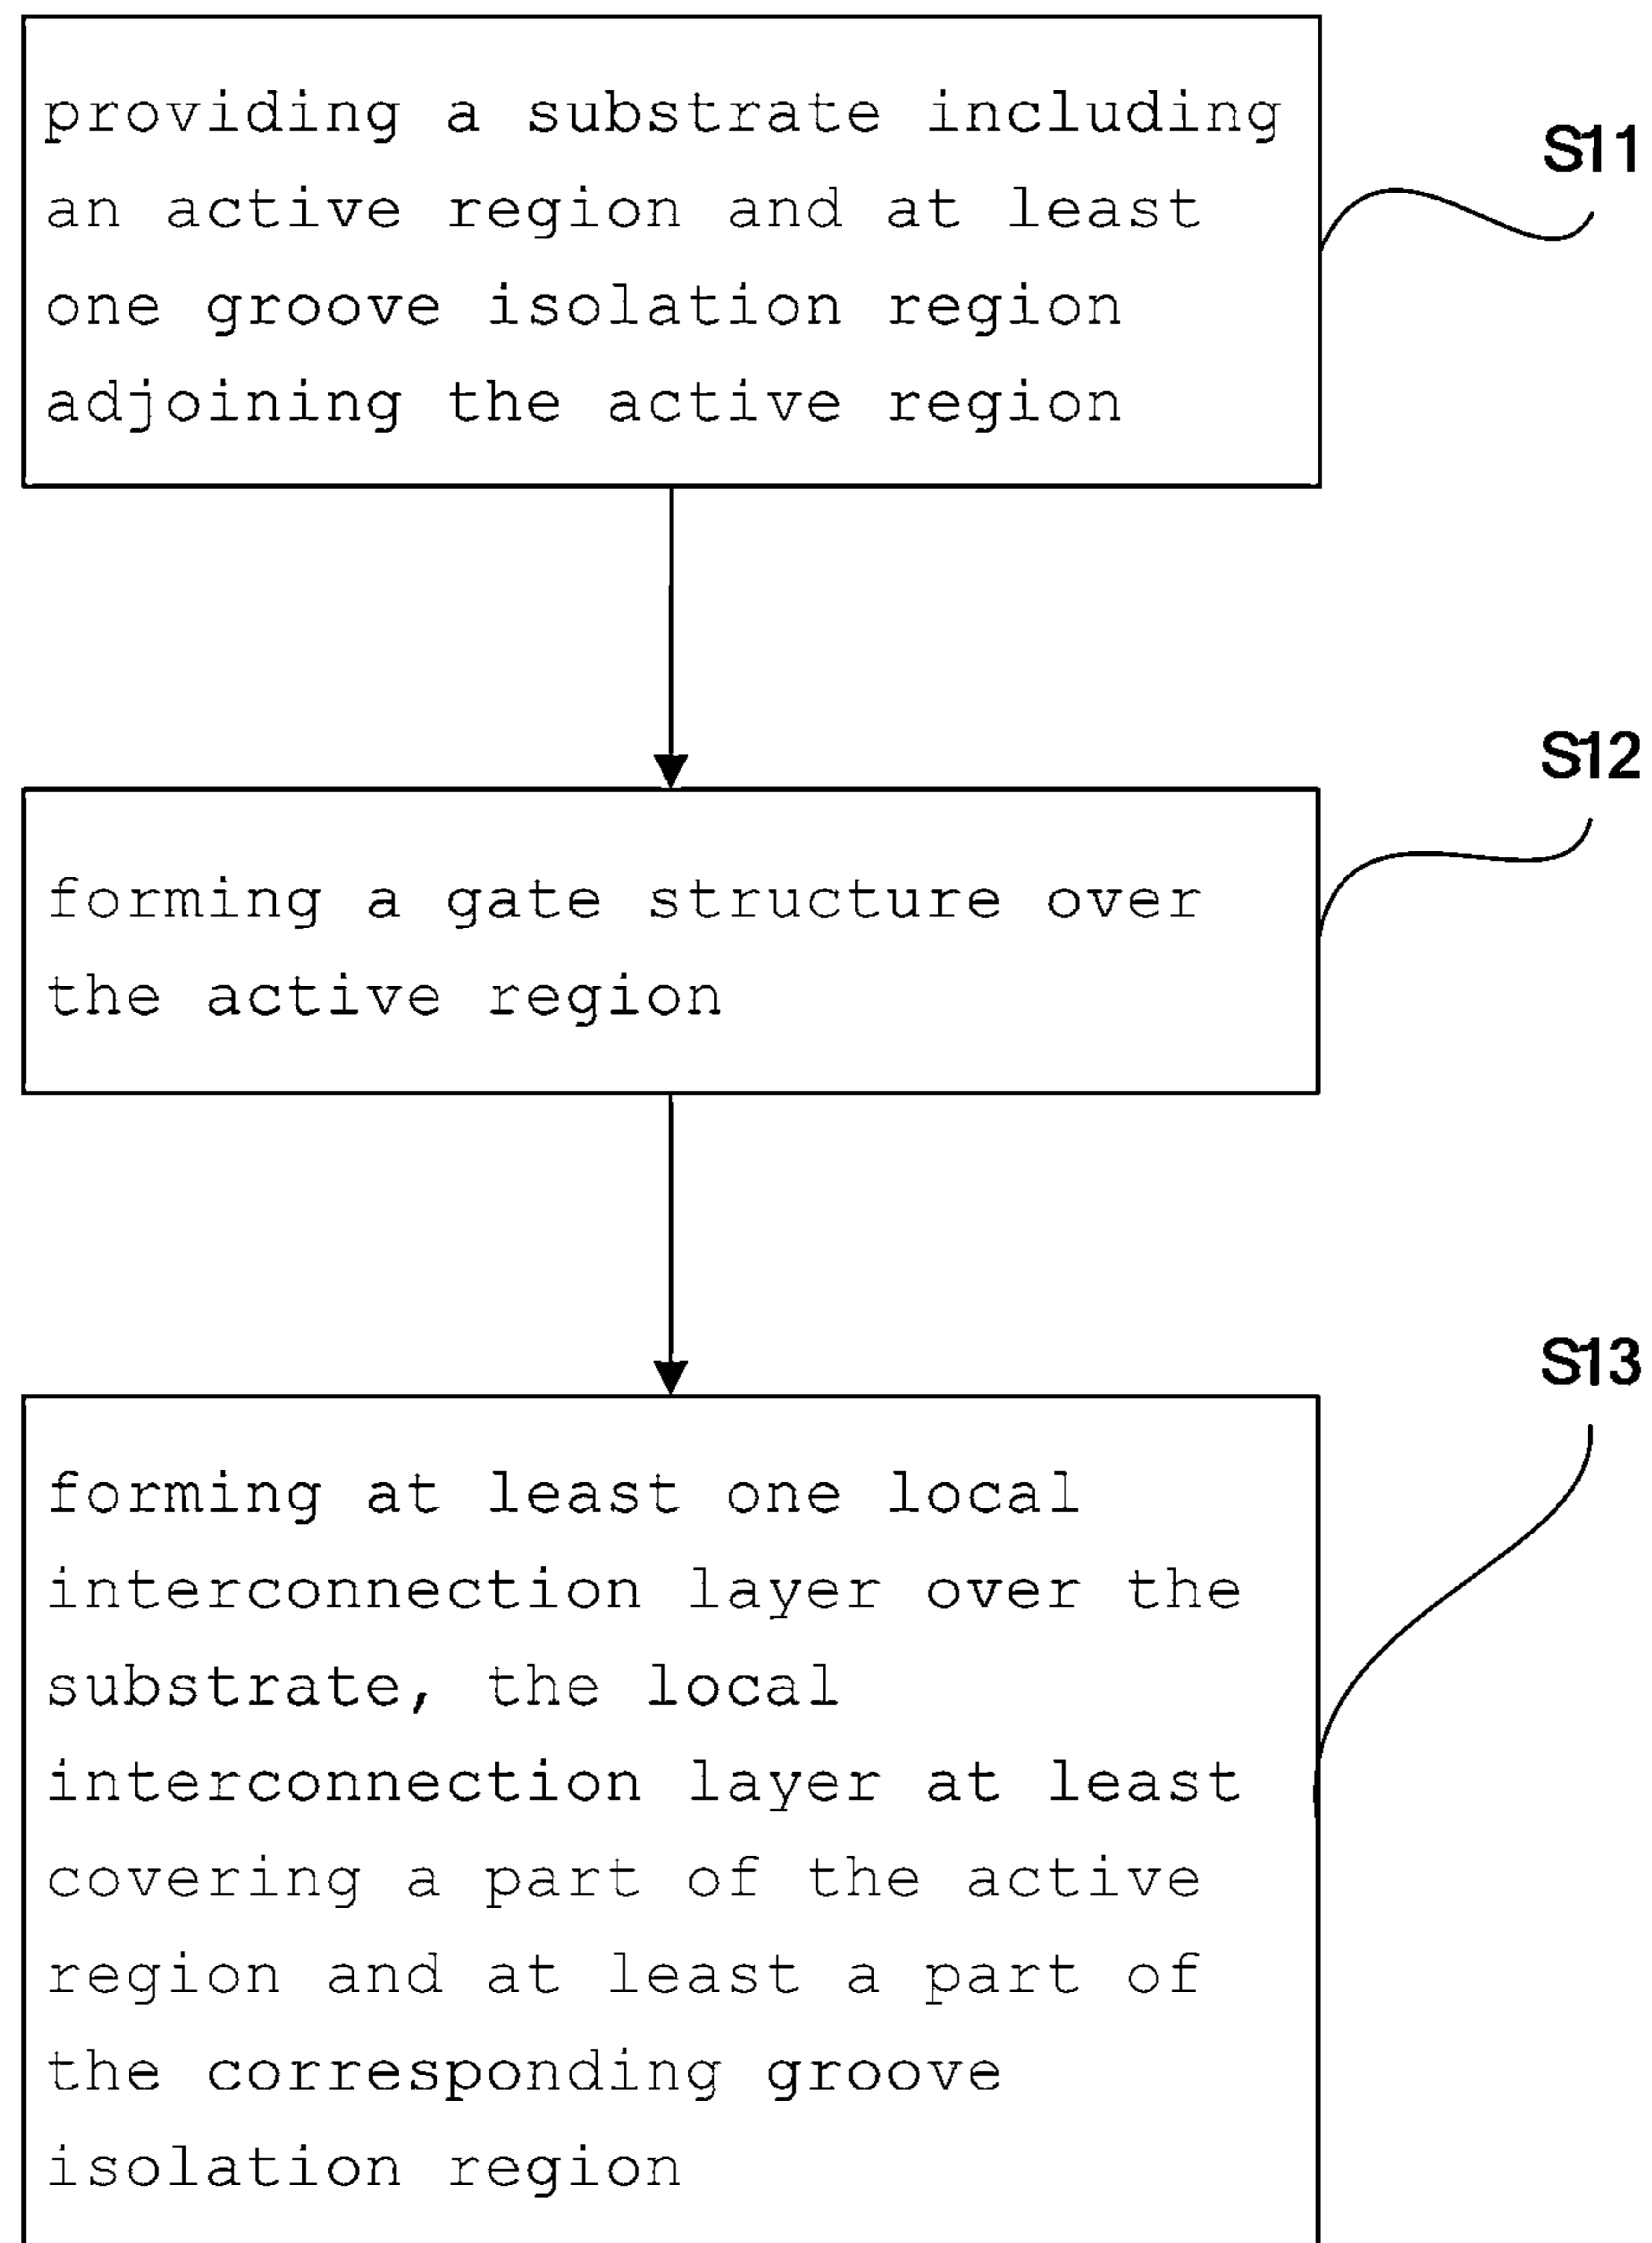 providing a substrate including
an active region and at least
one groove isolation region
adjoining the active region
S11
forming a gate structure over
the active region
S12
forming at least one local
interconnection layer over the
substrate, the local
interconnection layer at least
covering a part of the active
region and at least a part of
the corresponding groove
isolation region
S13